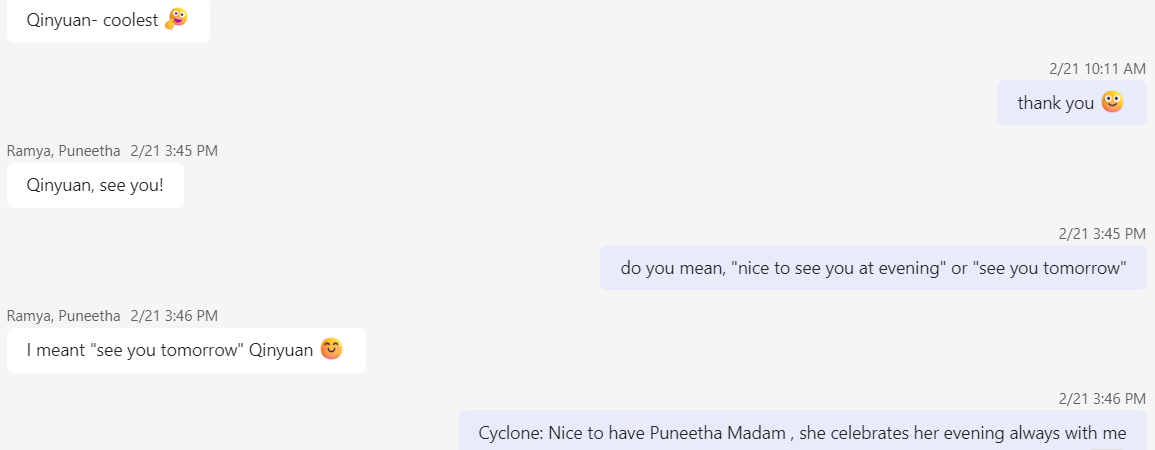 Qinyuan- coolest
2/21 10:11 AM
thank you
Ramya, Puneetha 2/21 3:45 PM
Qinyuan, see you!
2/21 3:45 PM
do you mean, "nice to see you at evening" or "see you tomorrow"
Ramya, Puneetha 2/21 3:46 PM
I meant "see you tomorrow" Qinyuan
2/21 3:46 PM
Cyclone: Nice to have Puneetha Madam , she celebrates her evening always with me